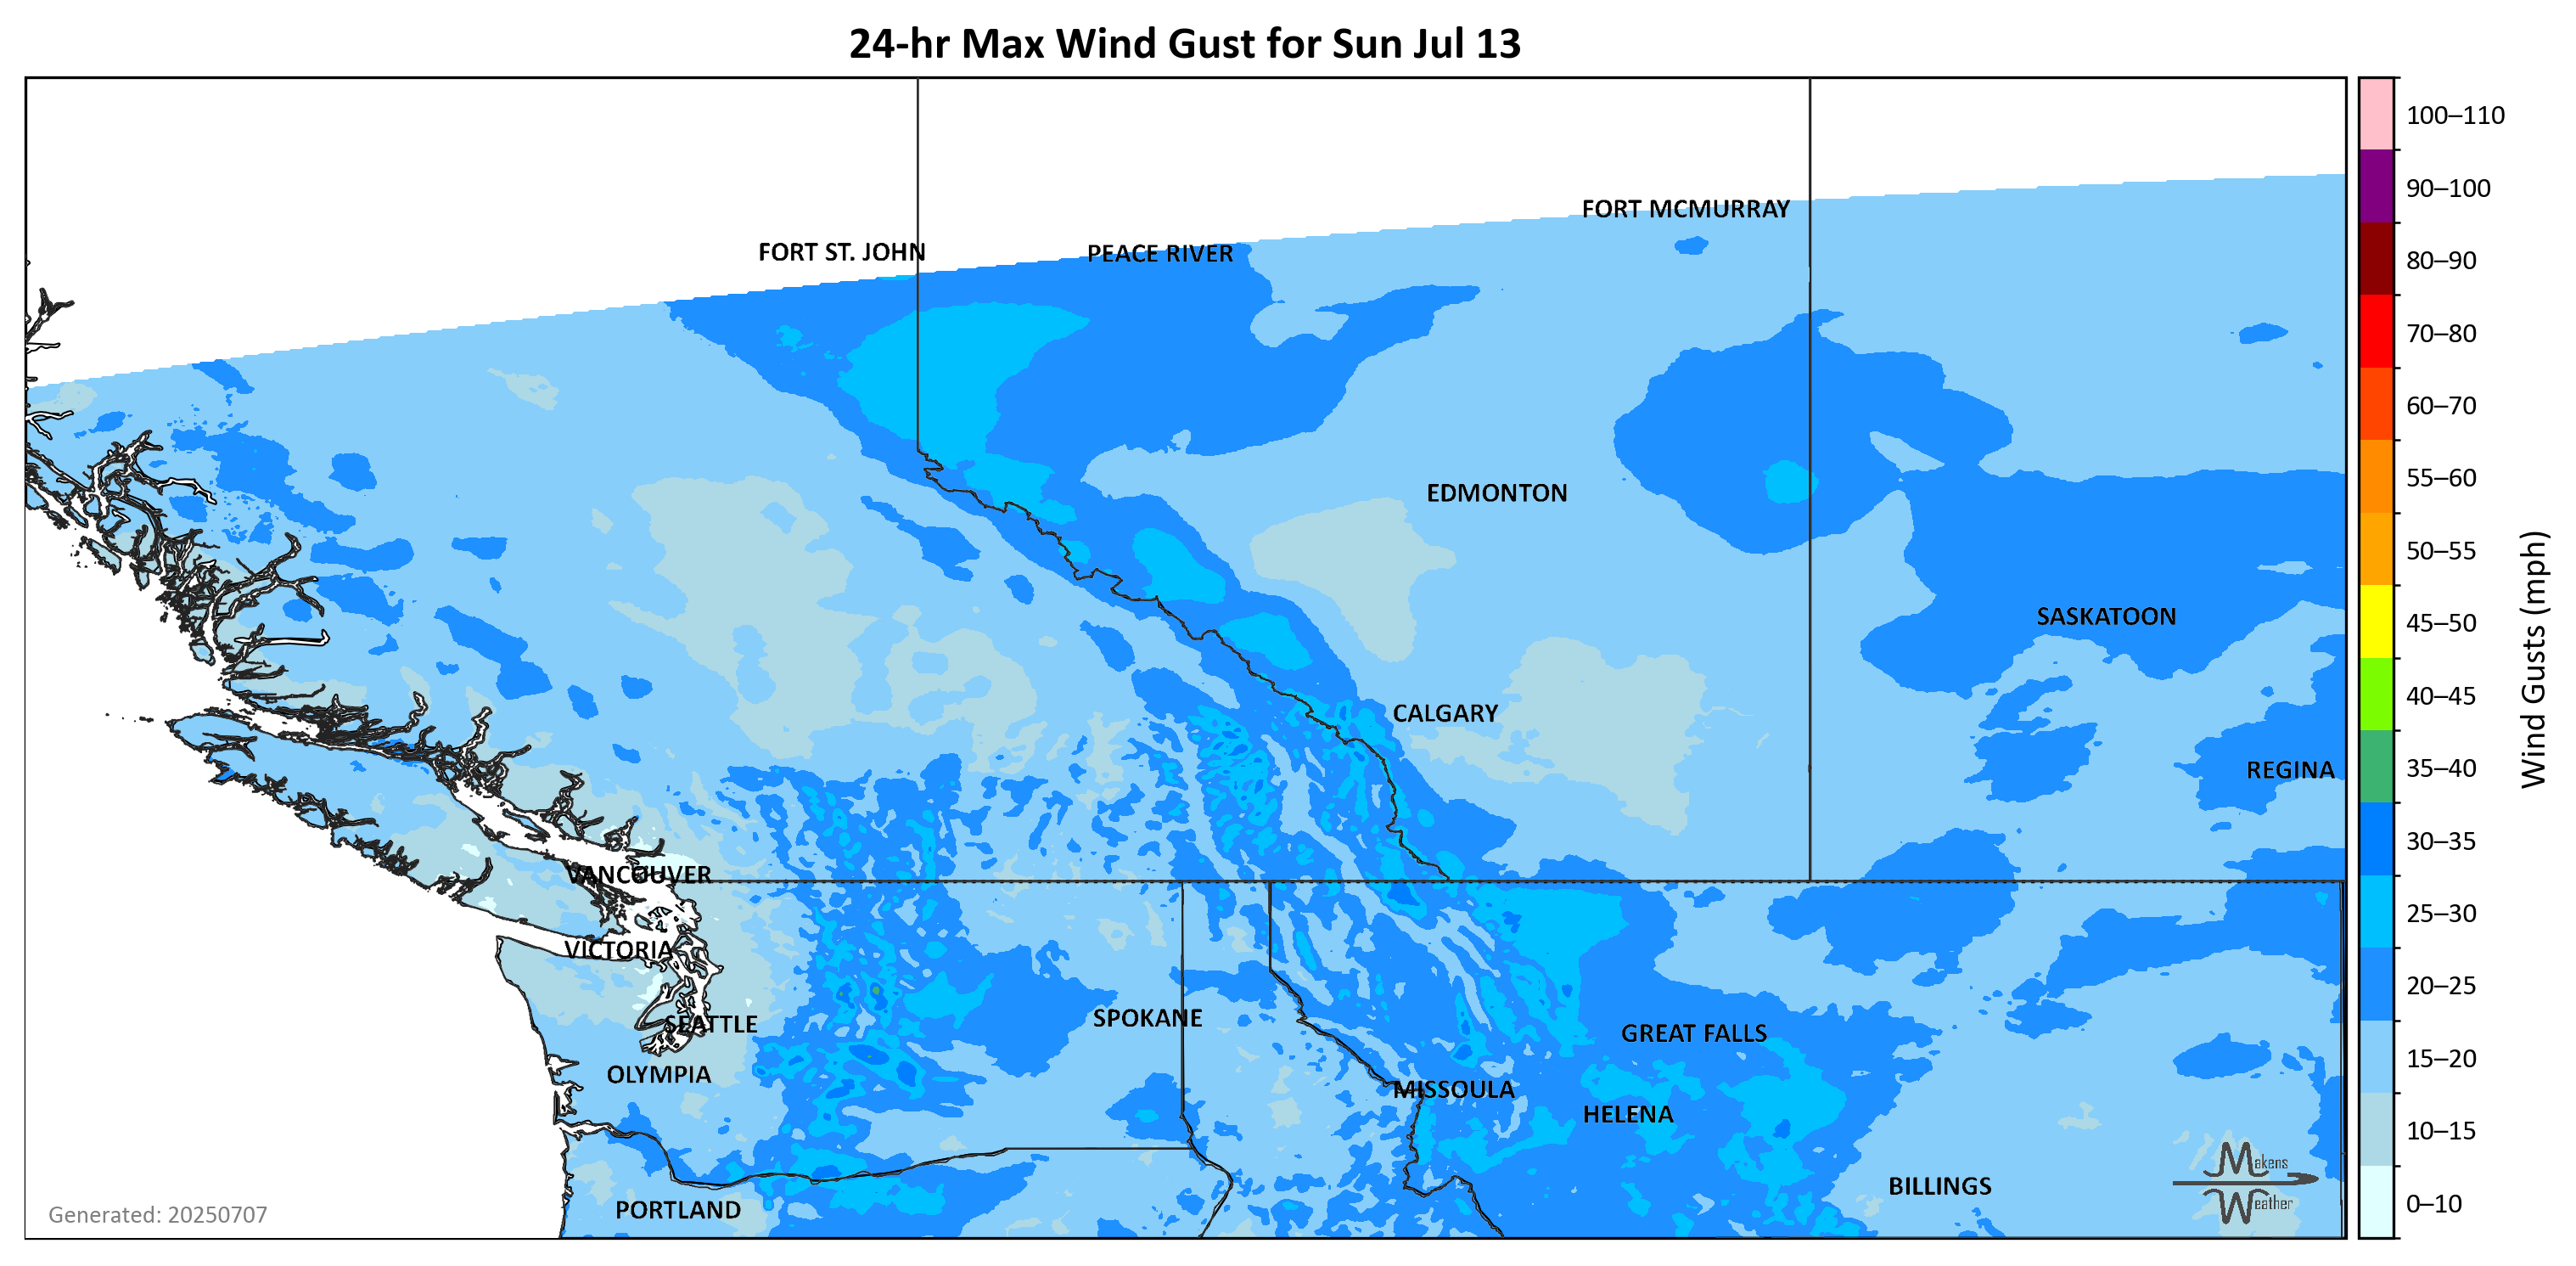 24-hr Max Wind Gust for Sun Jul 13
FORT MCMURRAY
FORT ST. JOHN
PEACE RIVER
EDMONTON
SASKATOON
CALGARY
REGINA
VANCOUVER
VICTORIA
SEATTLE
SPOKANE
GREAT FALLS
OLYMPIA
MISSOULA
HELENA
BILLINGS
PORTLAND
Generated: 20250707
Makens
Weather
100–110
90–100
80–90
70–80
60–70
55–60
50–55
45–50
40–45
35–40
30–35
25–30
20–25
15–20
10–15
0–10
Wind Gusts (mph)